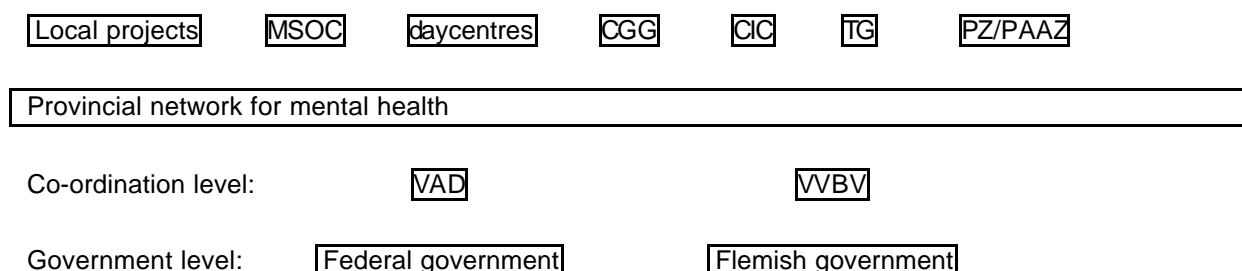 Local projects MSOC daycentres CGG CIC TG PZ/PAAZ
Provincial network for mental health
Co-ordination level: VAD VVBV
Government level: Federal government Flemish government